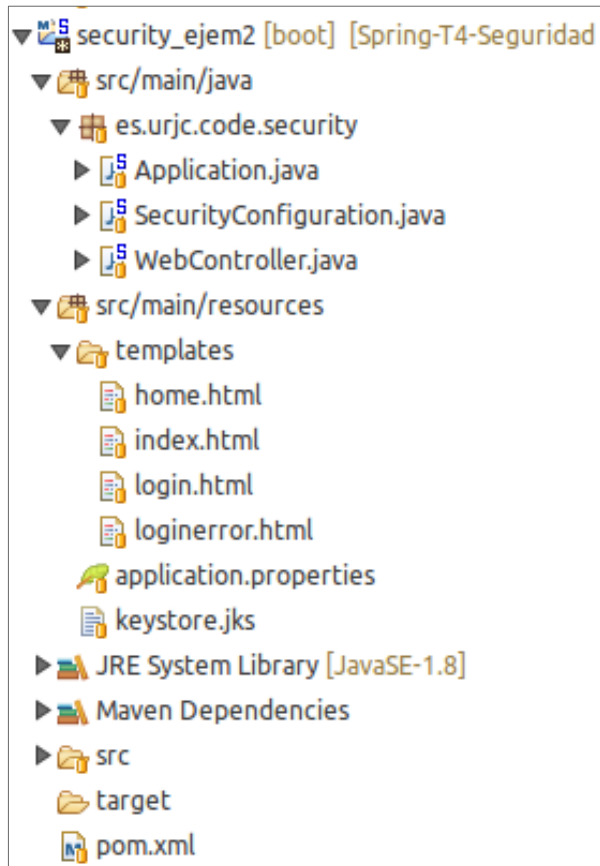 security_ejem2 [boot] [Spring-T4-Seguridad
src/main/java
es.urjc.code.security
Application.java
SecurityConfiguration.java
WebController.java
src/main/resources
templates
home.html
index.html
login.html
loginerror.html
application.properties
keystore.jks
JRE System Library [JavaSE-1.8]
Maven Dependencies
src
target
pom.xml